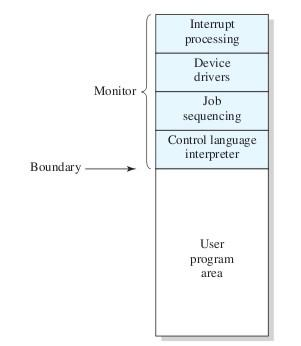 Interrupt
processing
Device
drivers
Monitor
Job
sequencing
Control language
interpreter
Boundary
User
program
area